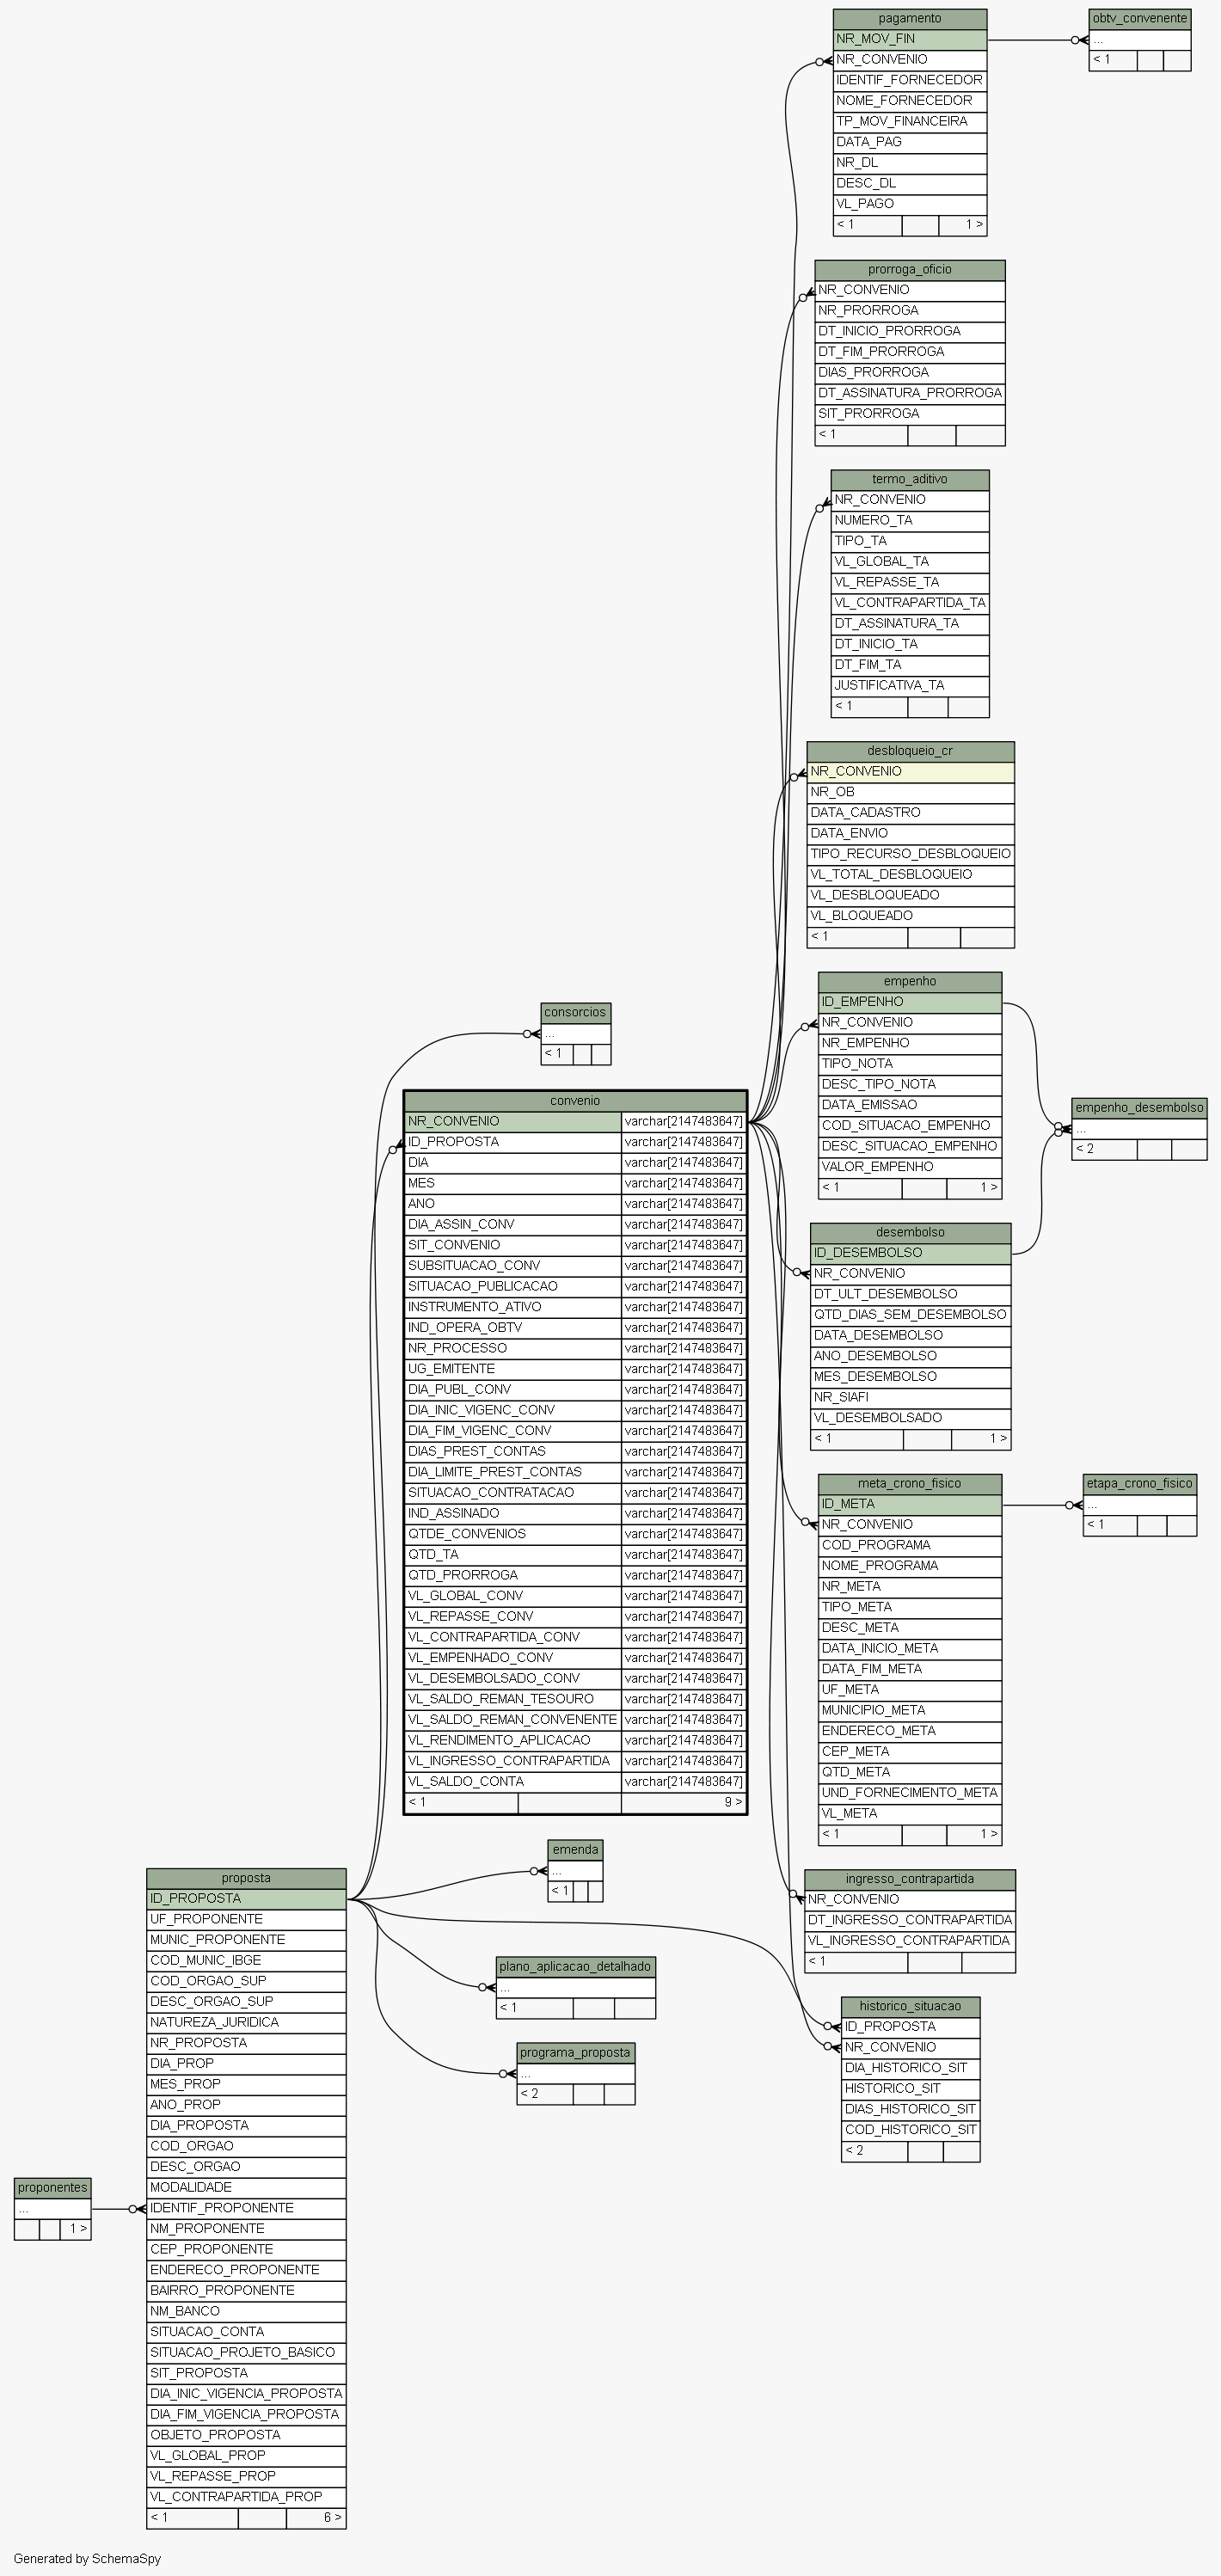 pagamento
NR_MOV_FIN
NR_CONVENIO
IDENTIF_FORNECEDOR
NOME_FORNECEDOR
TP_MOV_FINANCEIRA
DATA_PAG
NR_DL
DESC_DL
VL_PAGO
< 1 1 >
obtv_convenente
...
< 1
prorroga_oficio
NR_CONVENIO
NR_PRORROGA
DT_INICIO_PRORROGA
DT_FIM_PRORROGA
DIAS_PRORROGA
DT_ASSINATURA_PRORROGA
SIT_PRORROGA
< 1
termo_aditivo
NR_CONVENIO
NUMERO_TA
TIPO_TA
VL_GLOBAL_TA
VL_REPASSE_TA
VL_CONTRAPARTIDA_TA
DT_ASSINATURA_TA
DT_INICIO_TA
DT_FIM_TA
JUSTIFICATIVA_TA
< 1
desbloqueio_cr
NR_CONVENIO
NR_OB
DATA_CADASTRO
DATA_ENVIO
TIPO_RECURSO_DESBLOQUEIO
VL_TOTAL_DESBLOQUEIO
VL_DESBLOQUEADO
VL_BLOQUEADO
< 1
empenho
ID_EMPENHO
NR_CONVENIO
NR_EMPENHO
TIPO_NOTA
DESC_TIPO_NOTA
DATA_EMISSAO
COD_SITUACAO_EMPENHO
DESC_SITUACAO_EMPENHO
VALOR_EMPENHO
< 1 1 >
empenho_desembolso
...
< 2
consorcios
...
< 1
convenio
NR_CONVENIO varchar[2147483647]
ID_PROPOSTA varchar[2147483647]
DIA varchar[2147483647]
MES varchar[2147483647]
ANO varchar[2147483647]
DIA_ASSIN_CONV varchar[2147483647]
SIT_CONVENIO varchar[2147483647]
SUBSITUACAO_CONV varchar[2147483647]
SITUACAO_PUBLICACAO varchar[2147483647]
INSTRUMENTO_ATIVO varchar[2147483647]
IND_OPERA_OBTV varchar[2147483647]
NR_PROCESSO varchar[2147483647]
UG_EMITENTE varchar[2147483647]
DIA_PUBL_CONV varchar[2147483647]
DIA_INIC_VIGENC_CONV varchar[2147483647]
DIA_FIM_VIGENC_CONV varchar[2147483647]
DIAS_PREST_CONTAS varchar[2147483647]
DIA_LIMITE_PREST_CONTAS varchar[2147483647]
SITUACAO_CONTRATACAO varchar[2147483647]
IND_ASSINADO varchar[2147483647]
QTDE_CONVENIOS varchar[2147483647]
QTD_TA varchar[2147483647]
QTD_PRORROGA varchar[2147483647]
VL_GLOBAL_CONV varchar[2147483647]
VL_REPASSE_CONV varchar[2147483647]
VL_CONTRAPARTIDA_CONV varchar[2147483647]
VL_EMPENHADO_CONV varchar[2147483647]
VL_DESEMBOLSADO_CONV varchar[2147483647]
VL_SALDO_REMAN_TESOURO varchar[2147483647]
VL_SALDO_REMAN_CONVENENTE varchar[2147483647]
VL_RENDIMENTO_APLICACAO varchar[2147483647]
VL_INGRESSO_CONTRAPARTIDA varchar[2147483647]
VL_SALDO_CONTA varchar[2147483647]
< 1 9 >
desembolso
ID_DESEMBOLSO
NR_CONVENIO
DT_ULT_DESEMBOLSO
QTD_DIAS_SEM_DESEMBOLSO
DATA_DESEMBOLSO
ANO_DESEMBOLSO
MES_DESEMBOLSO
NR_SIAFI
VL_DESEMBOLSADO
< 1 1 >
meta_crono_fisico
ID_META
NR_CONVENIO
COD_PROGRAMA
NOME_PROGRAMA
NR_META
TIPO_META
DESC_META
DATA_INICIO_META
DATA_FIM_META
UF_META
MUNICIPIO_META
ENDERECO_META
CEP_META
QTD_META
UND_FORNECIMENTO_META
VL_META
< 1 1 >
etapa_crono_fisico
...
< 1
emenda
...
< 1
ingresso_contrapartida
NR_CONVENIO
DT_INGRESSO_CONTRAPARTIDA
VL_INGRESSO_CONTRAPARTIDA
< 1
plano_aplicacao_detalhado
...
< 1
historico_situacao
ID_PROPOSTA
NR_CONVENIO
DIA_HISTORICO_SIT
HISTORICO_SIT
DIAS_HISTORICO_SIT
COD_HISTORICO_SIT
< 2
programa_proposta
...
< 2
proposta
ID_PROPOSTA
UF_PROPONENTE
MUNIC_PROPONENTE
COD_MUNIC_IBGE
COD_ORGAO_SUP
DESC_ORGAO_SUP
NATUREZA_JURIDICA
NR_PROPOSTA
DIA_PROP
MES_PROP
ANO_PROP
DIA_PROPOSTA
COD_ORGAO
DESC_ORGAO
MODALIDADE
IDENTIF_PROPONENTE
NM_PROPONENTE
CEP_PROPONENTE
ENDERECO_PROPONENTE
BAIRRO_PROPONENTE
NM_BANCO
SITUACAO_CONTA
SITUACAO_PROJETO_BASICO
SIT_PROPOSTA
DIA_INIC_VIGENCIA_PROPOSTA
DIA_FIM_VIGENCIA_PROPOSTA
OBJETO_PROPOSTA
VL_GLOBAL_PROP
VL_REPASSE_PROP
VL_CONTRAPARTIDA_PROP
< 1 6 >
proponentes
...
1 >
Generated by SchemaSpy